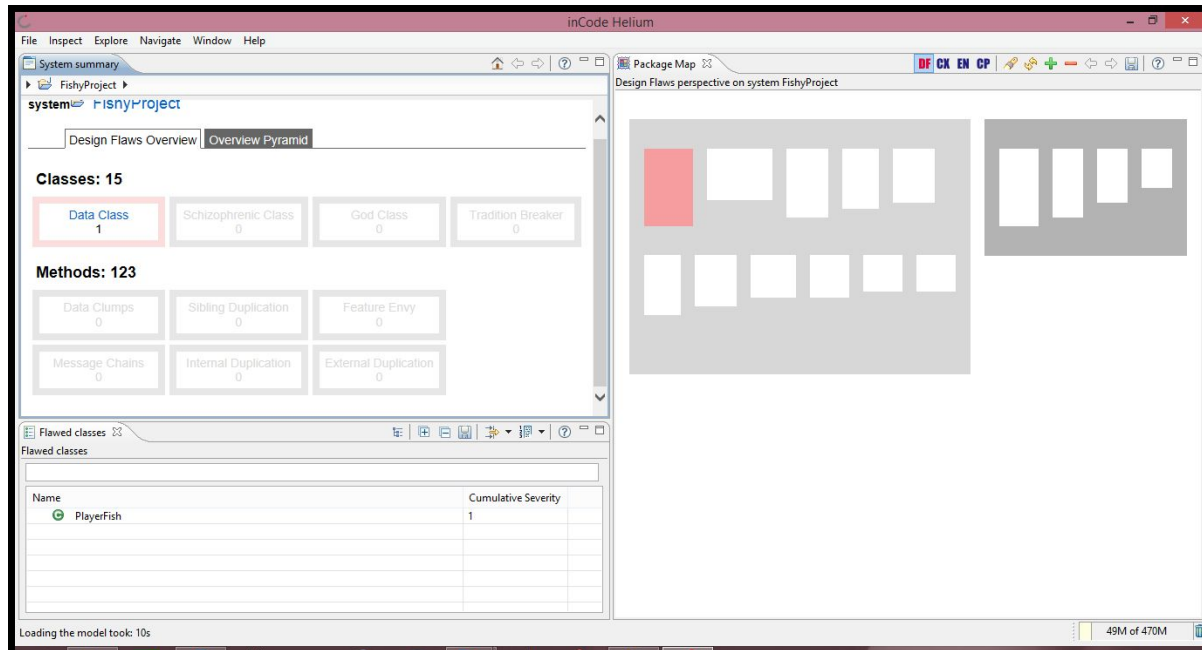 inCode Helium
File Inspect Explore Navigate Window Help
System summary
FishyProject
system FishyProject
Design Flaws Overview Overview Pyramid
Classes: 15
Data Class
1
Schizophrenic Class
0
God Class
0
Tradition Breaker
0
Methods: 123
Data Clumps
0
Sibling Duplication
0
Feature Envy
0
Message Chains
0
Internal Duplication
0
External Duplication
0
Flawed classes
Flawed classes
Name Cumulative Severity
C PlayerFish 1
Loading the model took: 10s
Package Map
DF CX EN CP
Design Flaws perspective on system FishyProject
49M of 470M